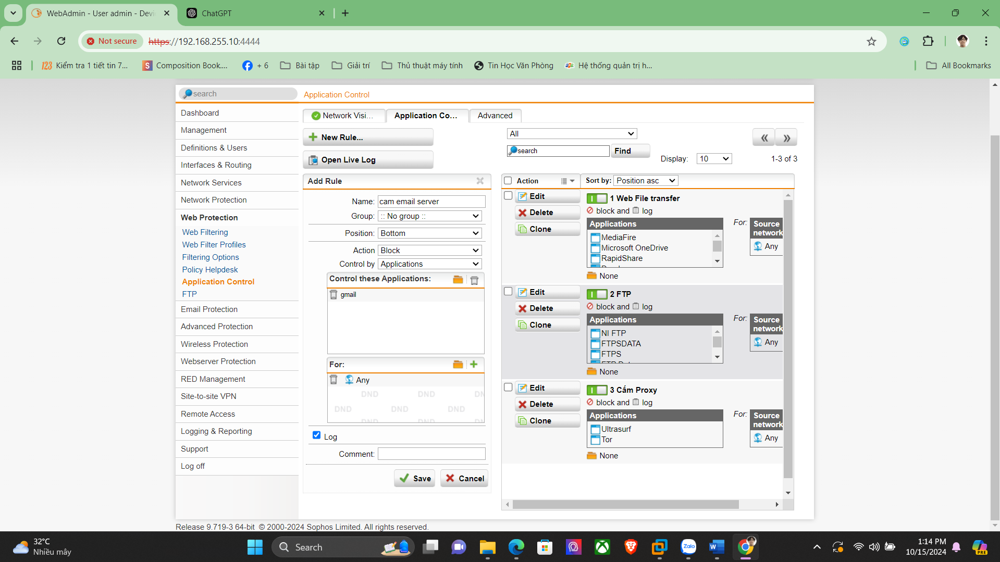 WebAdmin - User admin - Devi
ChatGPT
Not secure
https://192.168.255.10:4444
Kiểm tra 1 tiết tin 7...
Composition Book....
+ 6
Bài tập
Giải trí
Thủ thuật máy tính
Tin Học Văn Phòng
Hệ thống quản trị h...
All Bookmarks
search
Application Control
Dashboard
Management
Definitions & Users
Interfaces & Routing
Network Services
Network Protection
Web Protection
Web Filtering
Web Filter Profiles
Filtering Options
Policy Helpdesk
Application Control
FTP
Email Protection
Advanced Protection
Wireless Protection
Webserver Protection
RED Management
Site-to-site VPN
Remote Access
Logging & Reporting
Support
Log off
Network Visi...
Application Co...
Advanced
New Rule...
Open Live Log
All
search
Find
Display: 10
1-3 of 3
Add Rule
Name: cam email server
Group: :: No group ::
Position: Bottom
Action Block
Control by Applications
Control these Applications:
gmail
For:
Any
DND DND DN
DND DND DND
DND DND DN
Log
Comment:
Save
Cancel
Action
Sort by: Position asc
Edit
Delete
Clone
1 Web File transfer
block and log
Applications
MediaFire
Microsoft OneDrive
RapidShare
None
For:
Source
network
Any
Edit
Delete
Clone
2 FTP
block and log
Applications
NI FTP
FTPSDATA
FTPS
None
For:
Source
network
Any
Edit
Delete
Clone
3 Cấm Proxy
block and log
Applications
Ultrasurf
Tor
None
For:
Source
network
Any
Release 9.719-3 64-bit © 2000-2024 Sophos Limited. All rights reserved.
32°C
Nhiều mây
Search
Zalo
PRE
1:14 PM
10/15/2024